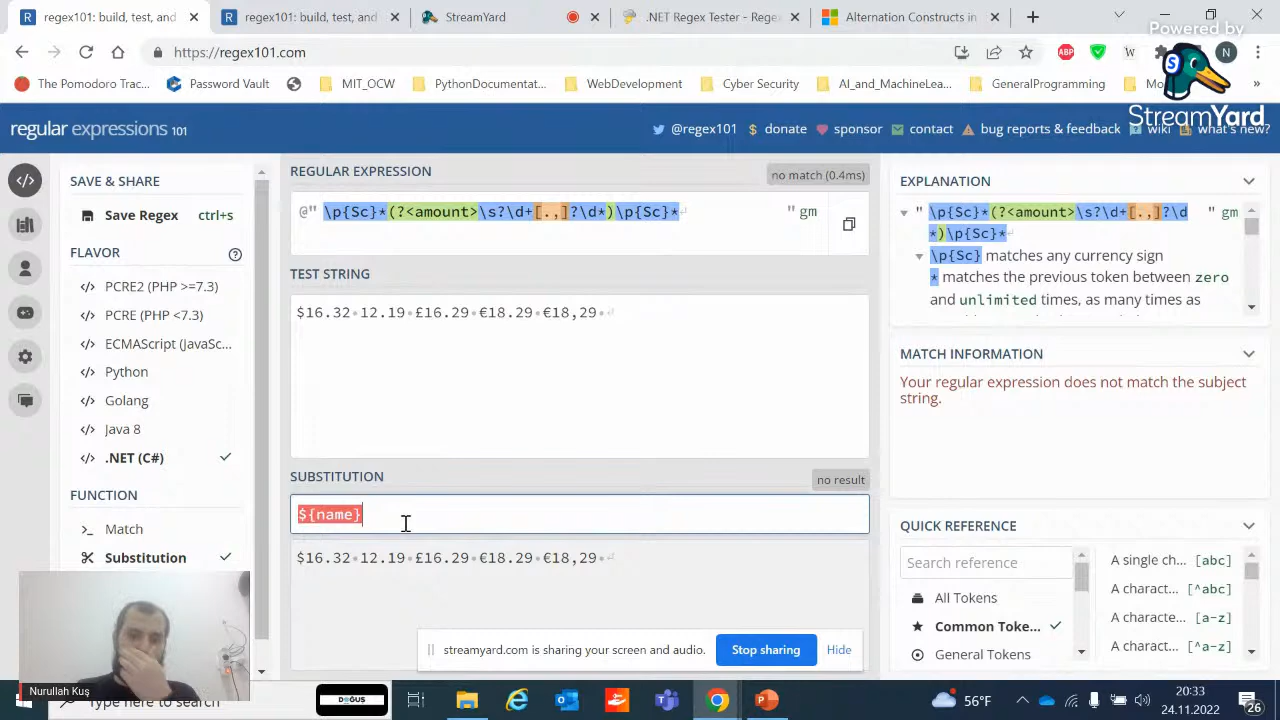 regex101: build, test, and
regex101: build, test, and
StreamYard
.NET Regex Tester - Rege
Alternation Constructs in
Powered by
https://regex101.com
ABP
W
N
The Pomodoro Trac...
Password Vault
MIT_OCW
WebDevelopment
Cyber Security
AI_and_MachineLea...
GeneralProgramming
»
StreamYard
regular expressions 101
@regex101
$ donate
sponsor
contact
bug reports & feedback
wiki
what's new?
SAVE & SHARE
Save Regex ctrl+s
FLAVOR
PCRE2 (PHP >=7.3)
PCRE (PHP <7.3)
ECMAScript (JavaSc...
Python
Golang
Java 8
.NET (C#)
FUNCTION
Match
Substitution
REGULAR EXPRESSION
no match (0.4ms)
@" \p{Sc}*(?<amount>\s?\d+[.,]?\d*)\p{Sc}* " gm
TEST STRING
$16.32 12.19 £16.29 €18.29 €18,29
SUBSTITUTION
no result
${name}
$16.32 12.19 £16.29 €18.29 €18,29
EXPLANATION
" \p{Sc}*(?<amount>\s?\d+[.,]?\d " gm
*)\p{Sc}*
\p{Sc} matches any currency sign
* matches the previous token between zero
and unlimited times, as many times as
MATCH INFORMATION
Your regular expression does not match the subject
string.
QUICK REFERENCE
Search reference
All Tokens
Common Toke...
General Tokens
A single ch... [abc]
A charact... [^abc]
A characte... [a-z]
A charact... [^a-z]
streamyard.com is sharing your screen and audio.
Stop sharing
Hide
Nurullah Kuş
Type here to search
DOĞUS
56°F
20:33
24.11.2022
26